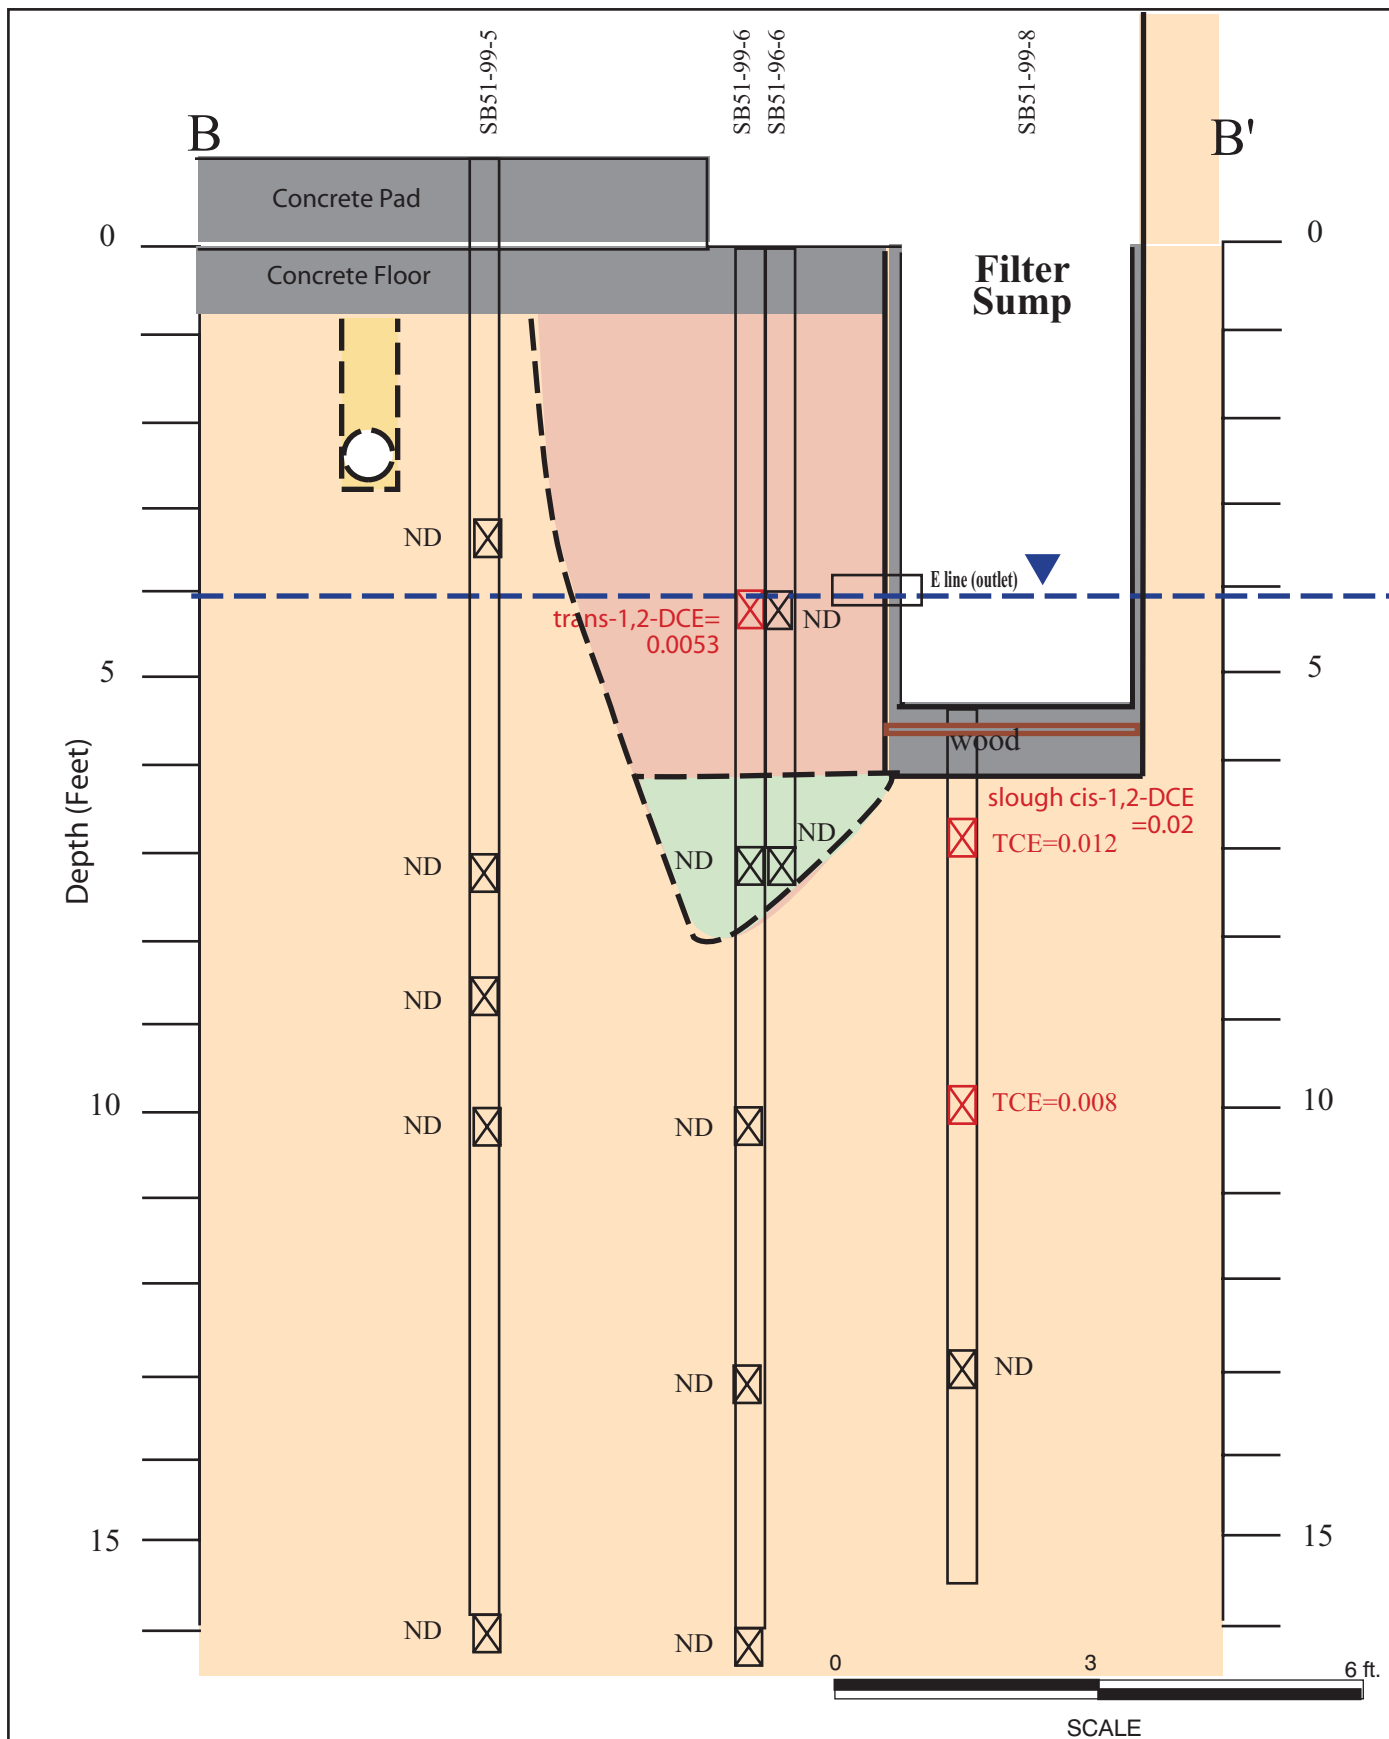 SB51-99-5
SB51-99-6
SB51-96-6
SB51-99-8
B
B'
Concrete Pad
0
0
Concrete Floor
Filter
Sump
ND
E line (outlet)
trans-1,2-DCE=
0.0053
ND
5
5
wood
Depth (Feet)
slough cis-1,2-DCE
=0.02
TCE=0.012
ND
ND
ND
ND
10
10
TCE=0.008
ND
ND
ND
ND
15
15
ND
ND
0
3
6 ft.
SCALE